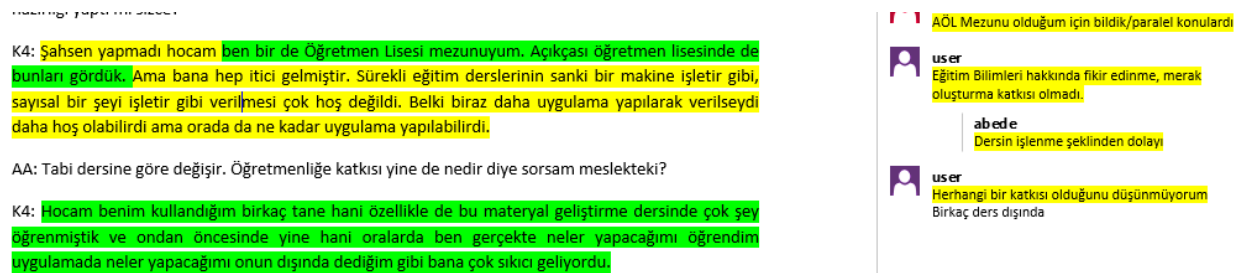 hazırlığı yaptı mı sizce?
K4: Şahsen yapmadı hocam ben bir de Öğretmen Lisesi mezunuyum. Açıkçası öğretmen lisesinde de
bunları gördük. Ama bana hep itici gelmiştir. Sürekli eğitim derslerinin sanki bir makine işletir gibi,
sayısal bir şeyi işletir gibi verilmesi çok hoş değildi. Belki biraz daha uygulama yapılarak verilseydi
daha hoş olabilirdi ama orada da ne kadar uygulama yapılabilirdi.
AA: Tabi dersine göre değişir. Öğretmenliğe katkısı yine de nedir diye sorsam meslekteki?
K4: Hocam benim kullandığım birkaç tane hani özellikle de bu materyal geliştirme dersinde çok şey
öğrenmiştik ve ondan öncesinde yine hani oralarda ben gerçekte neler yapacağımı öğrendim
uygulamada neler yapacağımı onun dışında dediğim gibi bana çok sıkıcı geliyordu.
AÖL Mezunu olduğum için bildik/paralel konulardı
user
Eğitim Bilimleri hakkında fikir edinme, merak
oluşturma katkısı olmadı.
abede
Dersin işlenme şeklinden dolayı
user
Herhangi bir katkısı olduğunu düşünmüyorum
Birkaç ders dışında